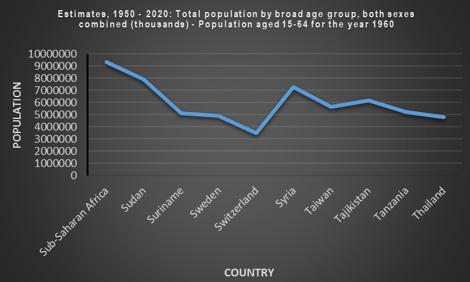 Estimates, 1950 - 2020: Total population by broad age group, both sexes
combined (thousands) - Population aged 15-64 for the year 1960
10000000
9000000
8000000
7000000
6000000
5000000
4000000
3000000
2000000
1000000
0
POPULATION
Sub-Saharan Africa
Sudan
Suriname
Sweden
Switzerland
Syria
Taiwan
Tajikistan
Tanzania
Thailand
COUNTRY